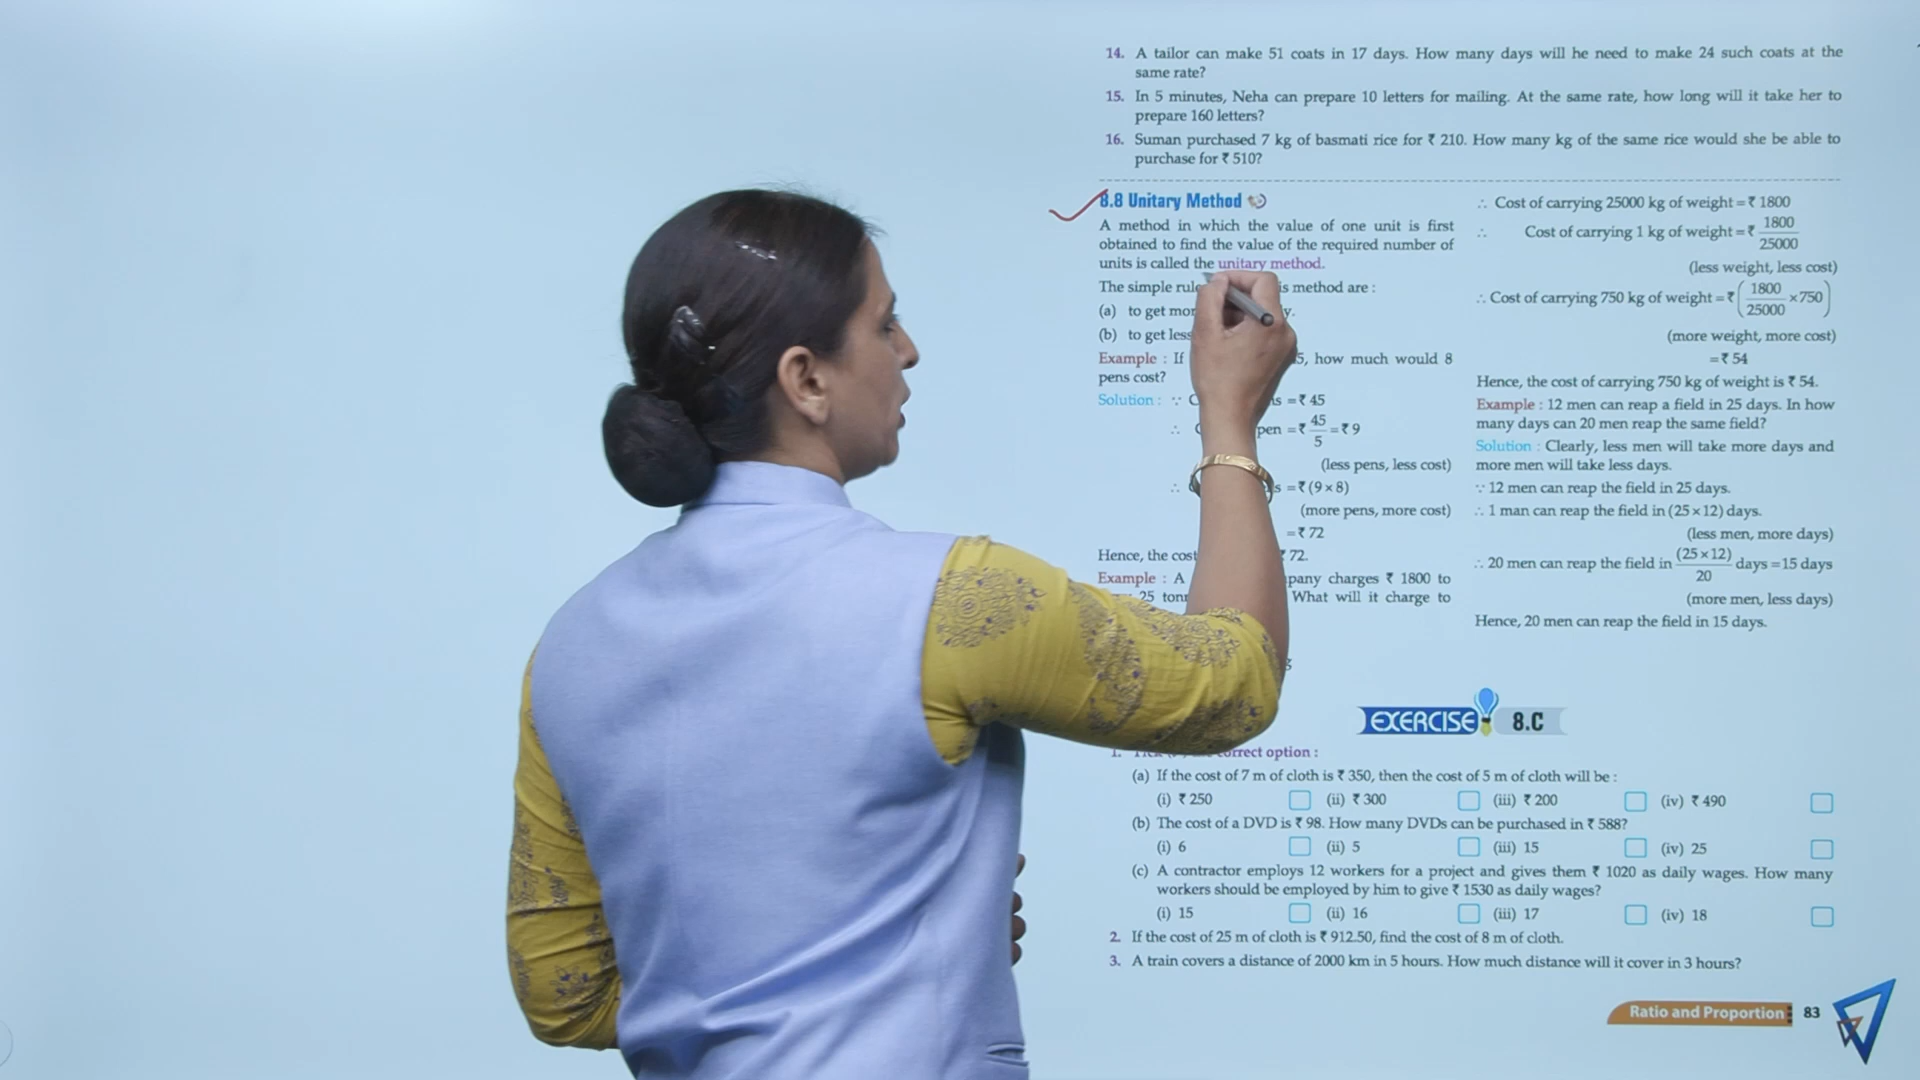 14. A tailor can make 51 coats in 17 days. How many days will he need to make 24 such coats at the
same rate?
15. In 5 minutes, Neha can prepare 10 letters for mailing. At the same rate, how long will it take her to
prepare 160 letters?
16. Suman purchased 7 kg of basmati rice for ₹ 210. How many kg of the same rice would she be able to
purchase for ₹ 510?
8.8 Unitary Method
A method in which the value of one unit is first
obtained to find the value of the required number of
units is called the unitary method.
The simple method are :
(a) to get
(b) to get less
Example : If how much would 8
pens cost?
Solution : ∵ = ₹ 45
∴ pen = ₹ 45/5 = ₹ 9
(less pens, less cost)
∴ = ₹ (9 × 8)
(more pens, more cost)
= ₹ 72
Hence, the cost ₹ 72.
Example : A charges ₹ 1800 to
25 What will it charge to
∴ Cost of carrying 25000 kg of weight = ₹ 1800
∴ Cost of carrying 1 kg of weight = ₹ 1800/25000
(less weight, less cost)
∴ Cost of carrying 750 kg of weight = ₹ (1800/25000 × 750)
(more weight, more cost)
= ₹ 54
Hence, the cost of carrying 750 kg of weight is ₹ 54.
Example : 12 men can reap a field in 25 days. In how
many days can 20 men reap the same field?
Solution : Clearly, less men will take more days and
more men will take less days.
∵ 12 men can reap the field in 25 days.
∴ 1 man can reap the field in (25 × 12) days.
(less men, more days)
∴ 20 men can reap the field in (25 × 12)/20 days = 15 days
(more men, less days)
Hence, 20 men can reap the field in 15 days.
EXERCISE 8.C
1. correct option :
(a) If the cost of 7 m of cloth is ₹ 350, then the cost of 5 m of cloth will be :
(i) ₹ 250 (ii) ₹ 300 (iii) ₹ 200 (iv) ₹ 490
(b) The cost of a DVD is ₹ 98. How many DVDs can be purchased in ₹ 588?
(i) 6 (ii) 5 (iii) 15 (iv) 25
(c) A contractor employs 12 workers for a project and gives them ₹ 1020 as daily wages. How many
workers should be employed by him to give ₹ 1530 as daily wages?
(i) 15 (ii) 16 (iii) 17 (iv) 18
2. If the cost of 25 m of cloth is ₹ 912.50, find the cost of 8 m of cloth.
3. A train covers a distance of 2000 km in 5 hours. How much distance will it cover in 3 hours?
Ratio and Proportion 83